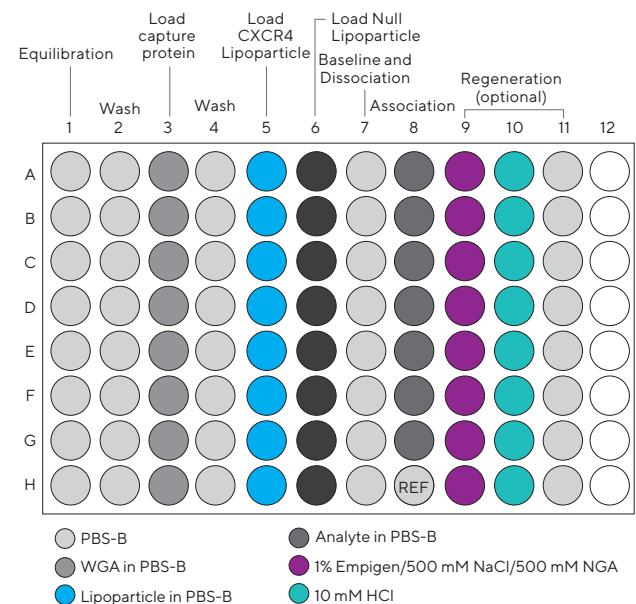 Load
capture
protein
Load
CXCR4
Lipoparticle
Load Null
Lipoparticle
Equilibration
Baseline and
Dissociation
Regeneration
(optional)
Wash
Wash
Association
1 2 3 4 5 6 7 8 9 10 11 12
A
B
C
D
E
F
G
H
REF
PBS-B
WGA in PBS-B
Lipoparticle in PBS-B
Analyte in PBS-B
1% Empigen/500 mM NaCl/500 mM NGA
10 mM HCl